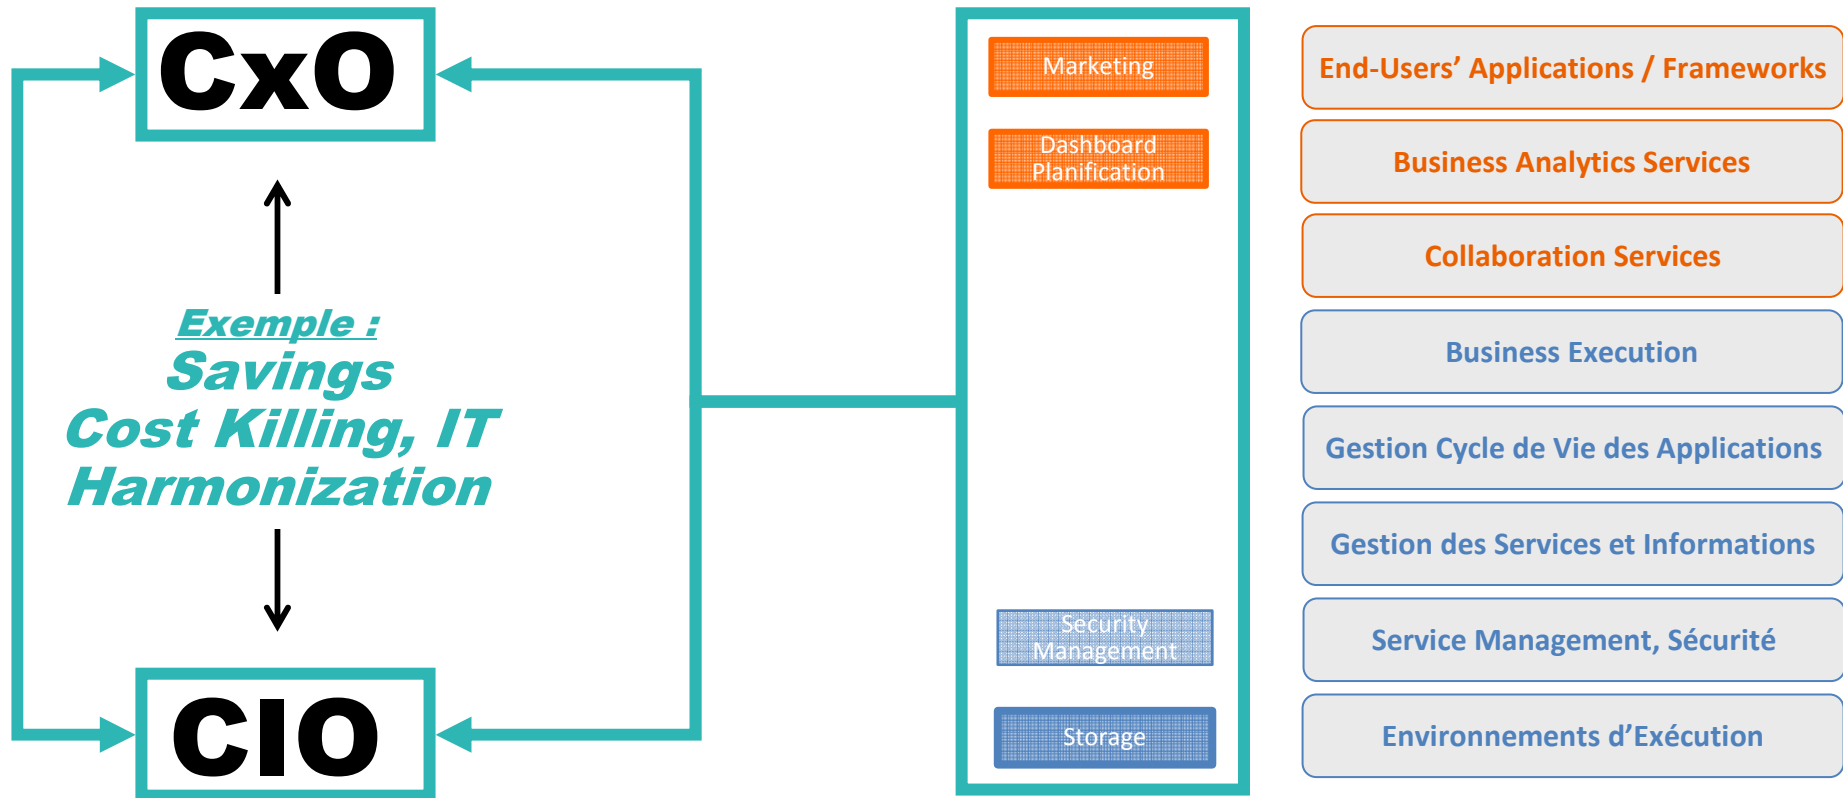 CxO
Exemple :
Savings
Cost Killing, IT
Harmonization
CIO
Marketing
Dashboard
Planification
Security
Management
Storage
End-Users’ Applications / Frameworks
Business Analytics Services
Collaboration Services
Business Execution
Gestion Cycle de Vie des Applications
Gestion des Services et Informations
Service Management, Sécurité
Environnements d’Exécution